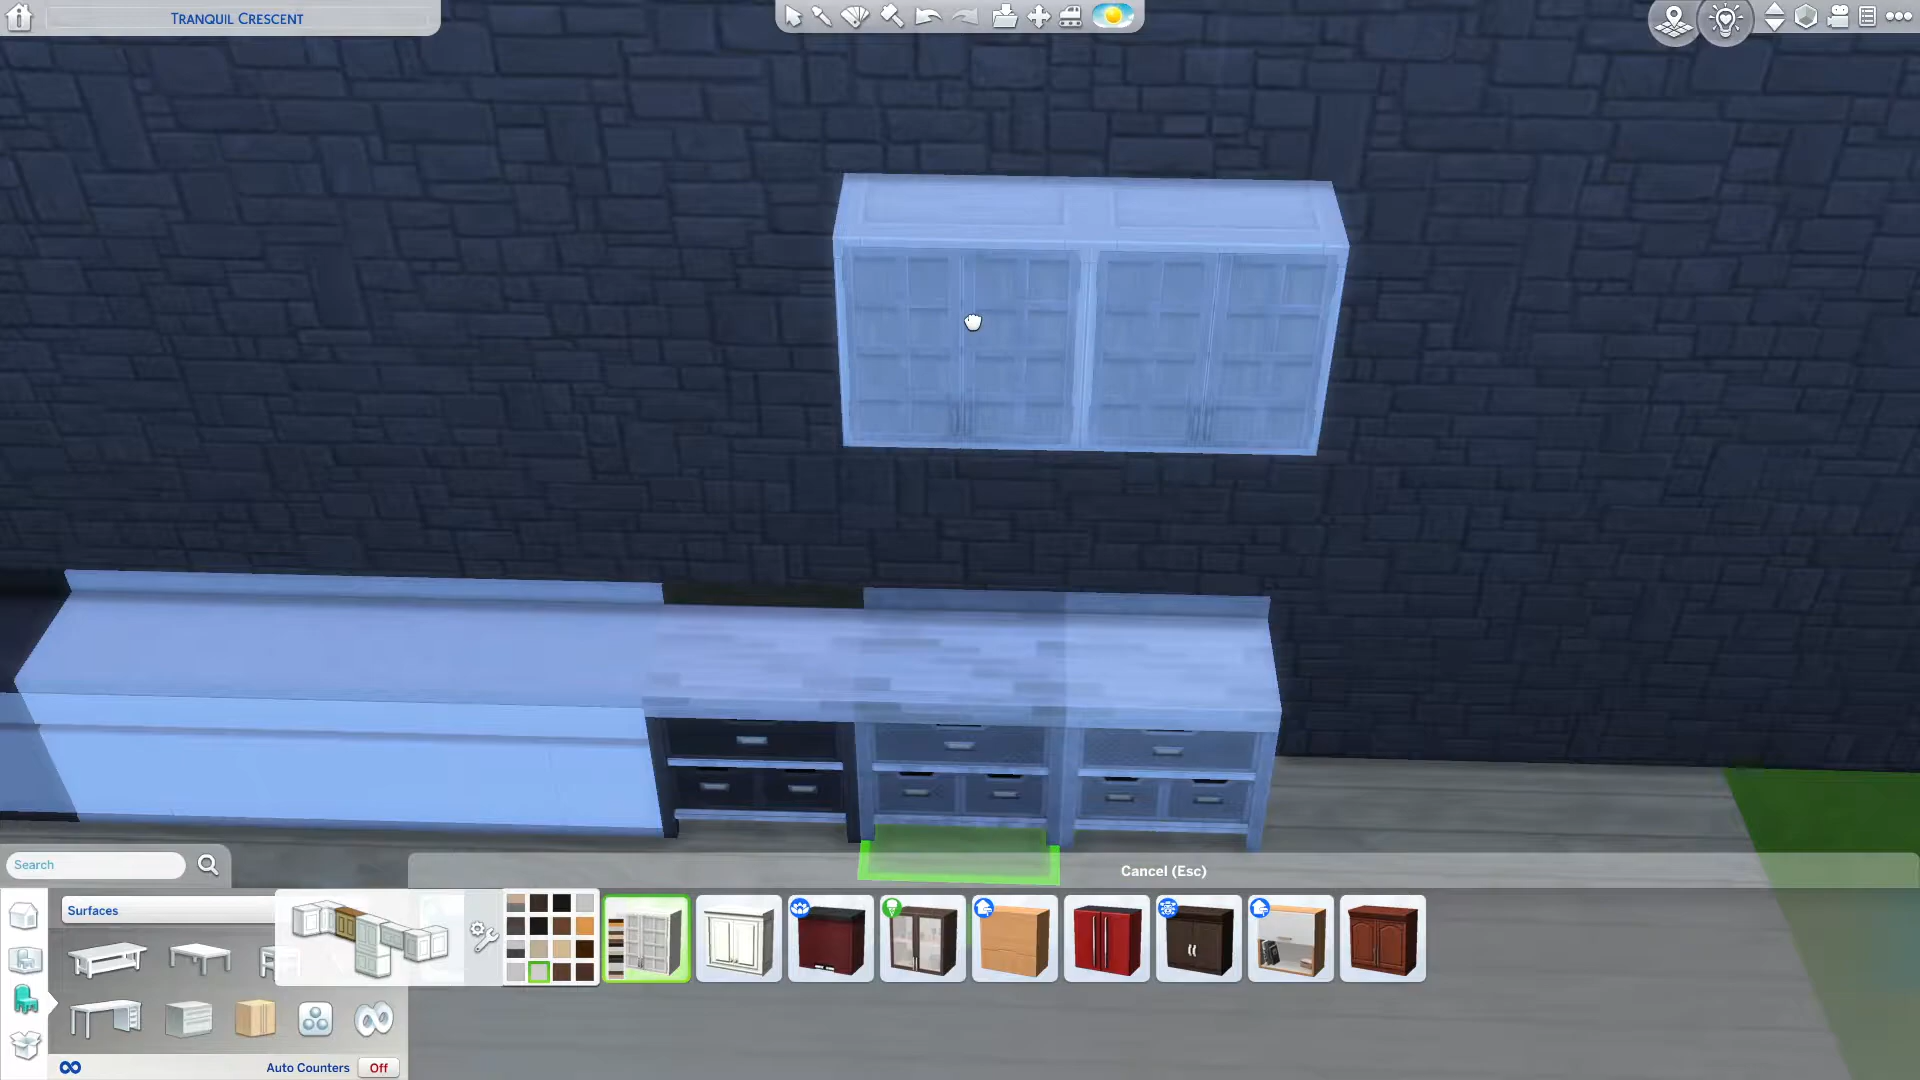 TRANQUIL CRESCENT
Search
Cancel (Esc)
Surfaces
Auto Counters Off